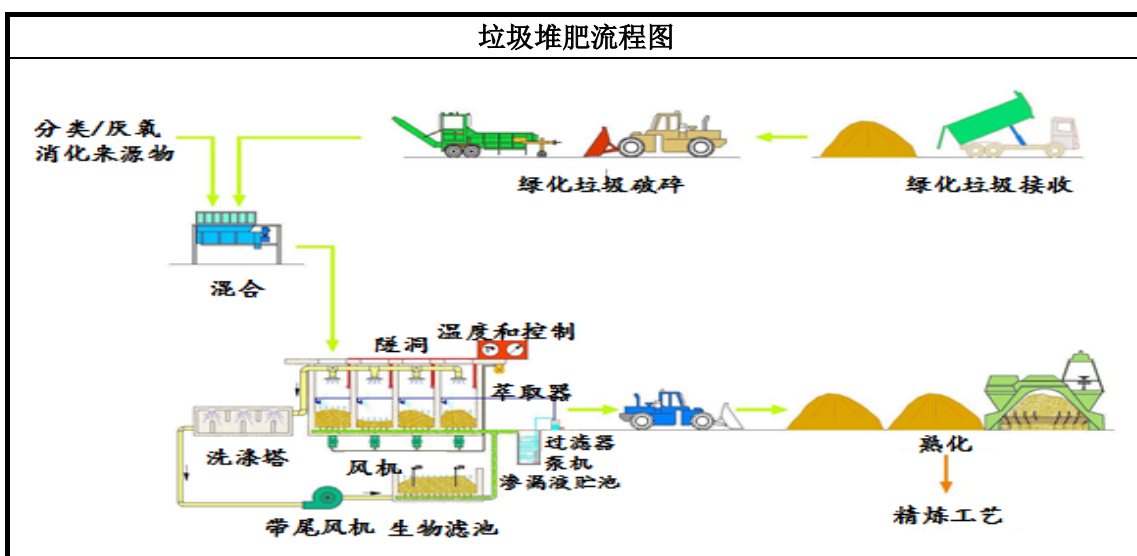 垃圾堆肥流程图
分类/厌氧
消化来源物
绿化垃圾破碎
绿化垃圾接收
混合
温度和控制
隧洞
萃取器
过滤器
泵机
渗漏液贮池
洗涤塔
风机
熟化
带尾风机
生物滤池
精炼工艺